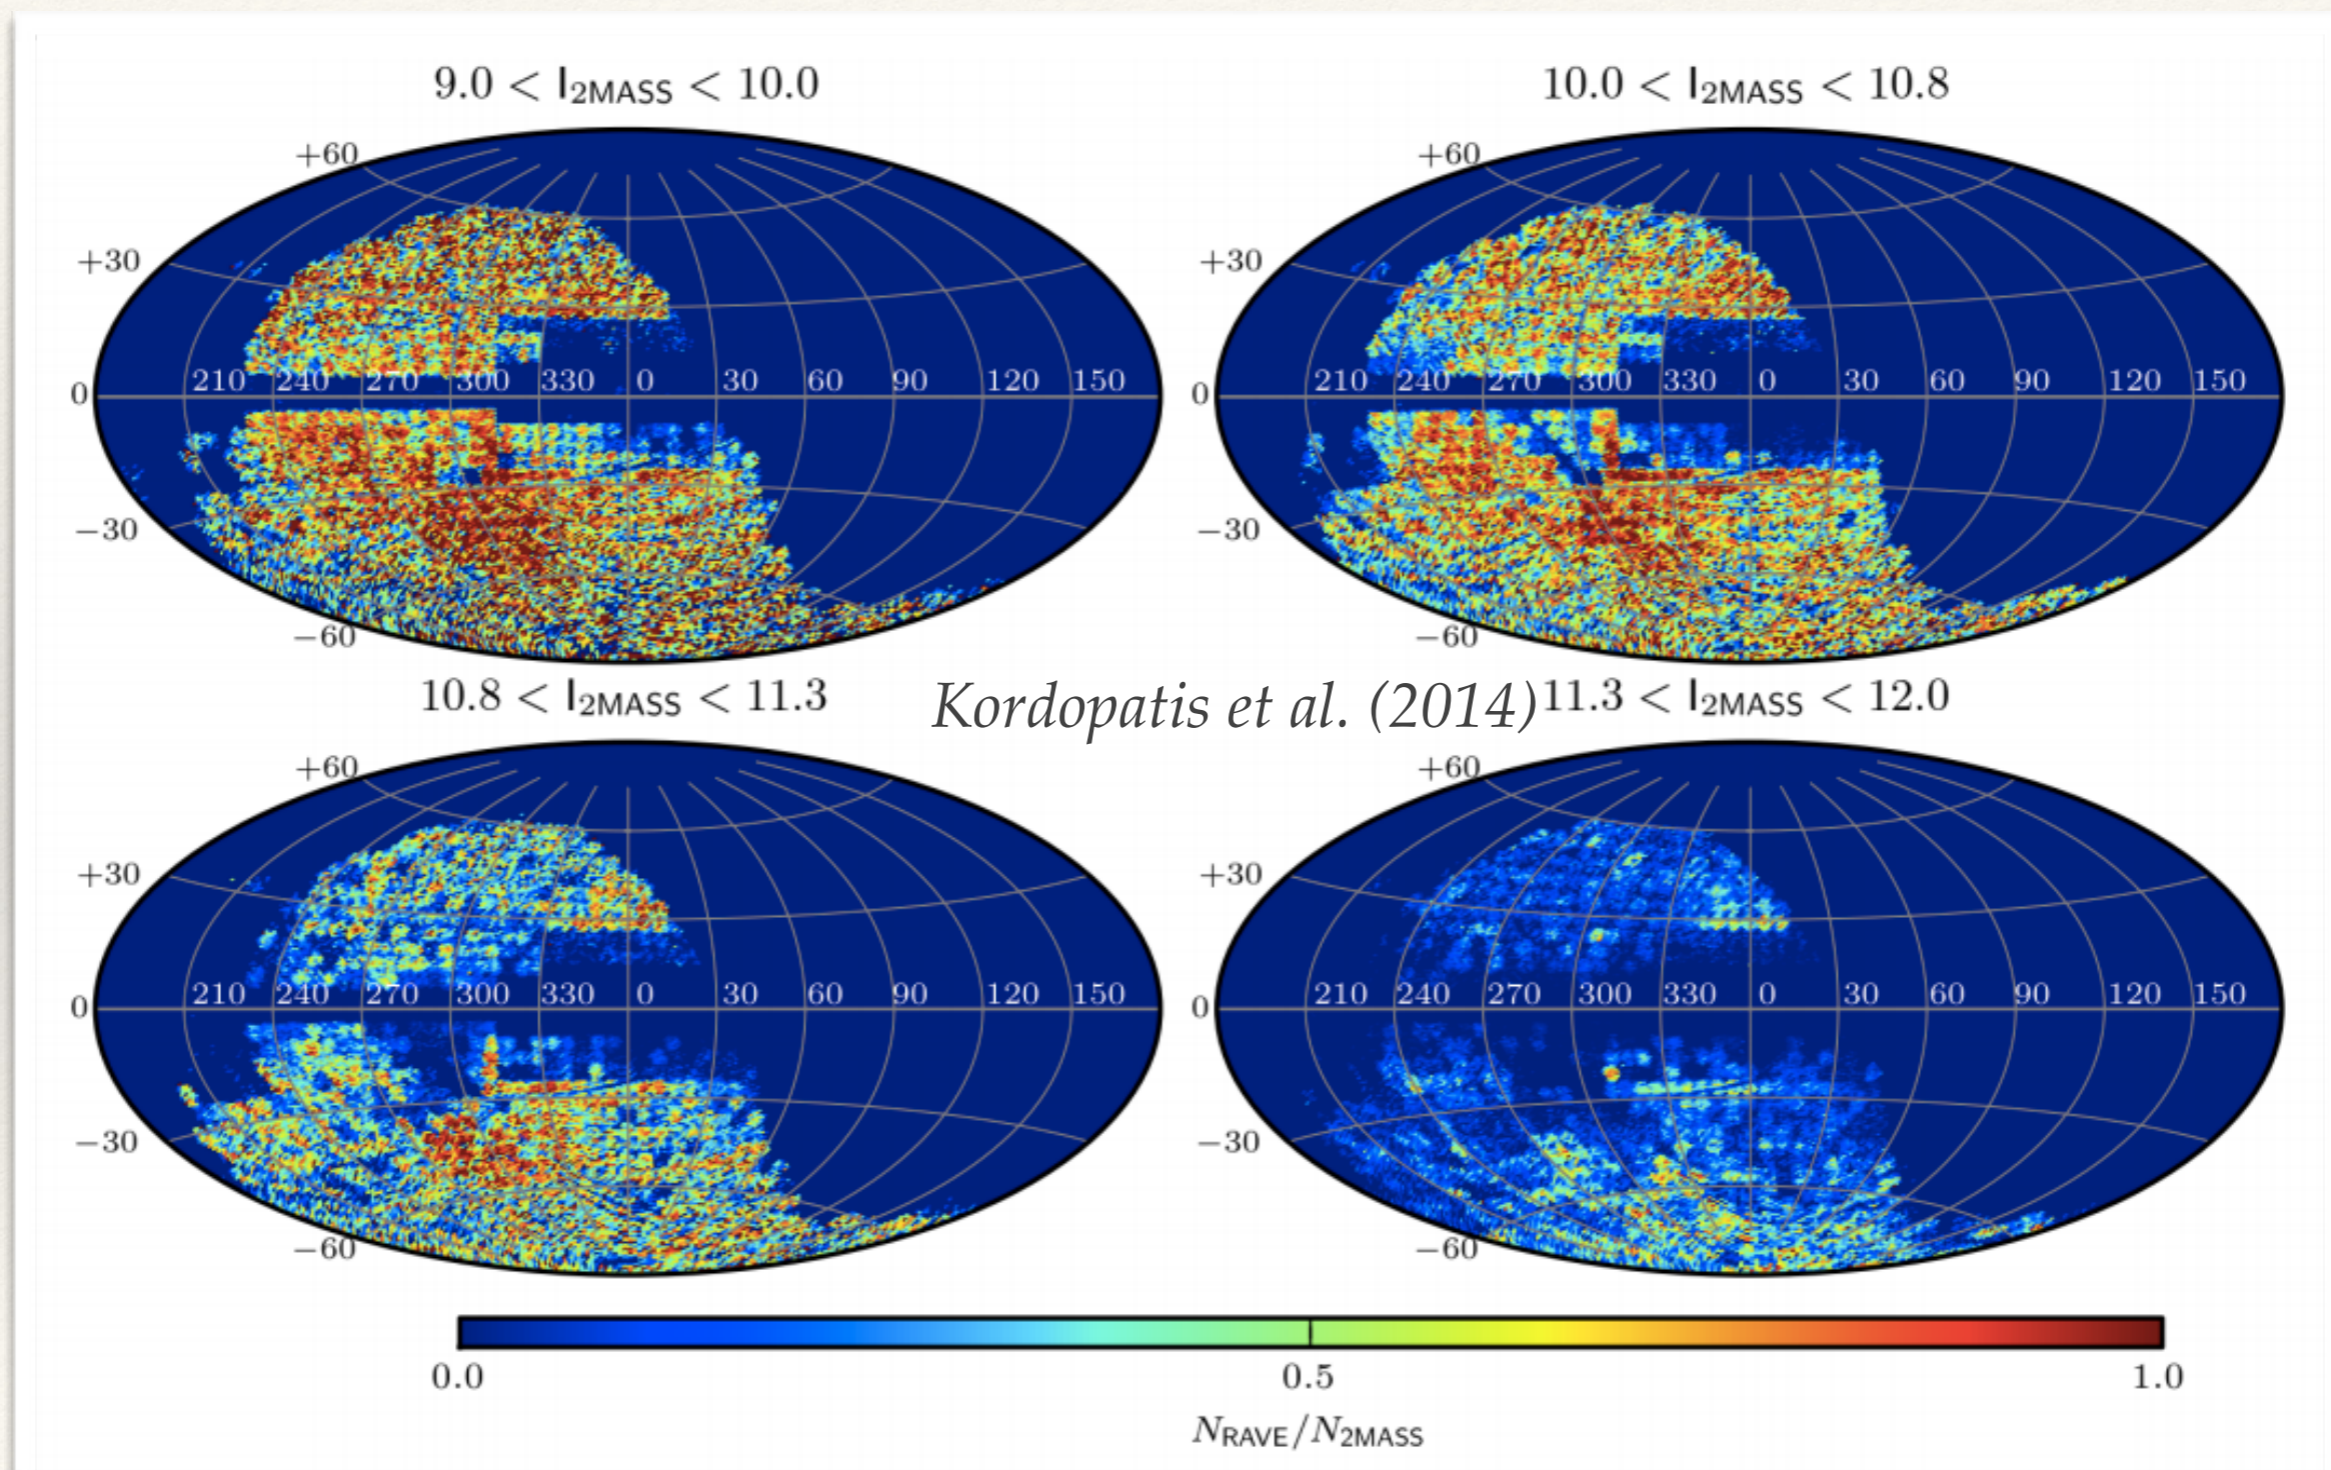 9.0 < I2MASS < 10.0
10.0 < I2MASS < 10.8
+60
+60
+30
+30
210 240 270 300 330 0 30 60 90 120 150
210 240 270 300 330 0 30 60 90 120 150
0
0
−30
−30
−60
−60
10.8 < I2MASS < 11.3
Kordopatis et al. (2014)
11.3 < I2MASS < 12.0
+60
+60
+30
+30
210 240 270 300 330 0 30 60 90 120 150
210 240 270 300 330 0 30 60 90 120 150
0
0
−30
−30
−60
−60
0.0 0.5 1.0
NRAVE/N2MASS